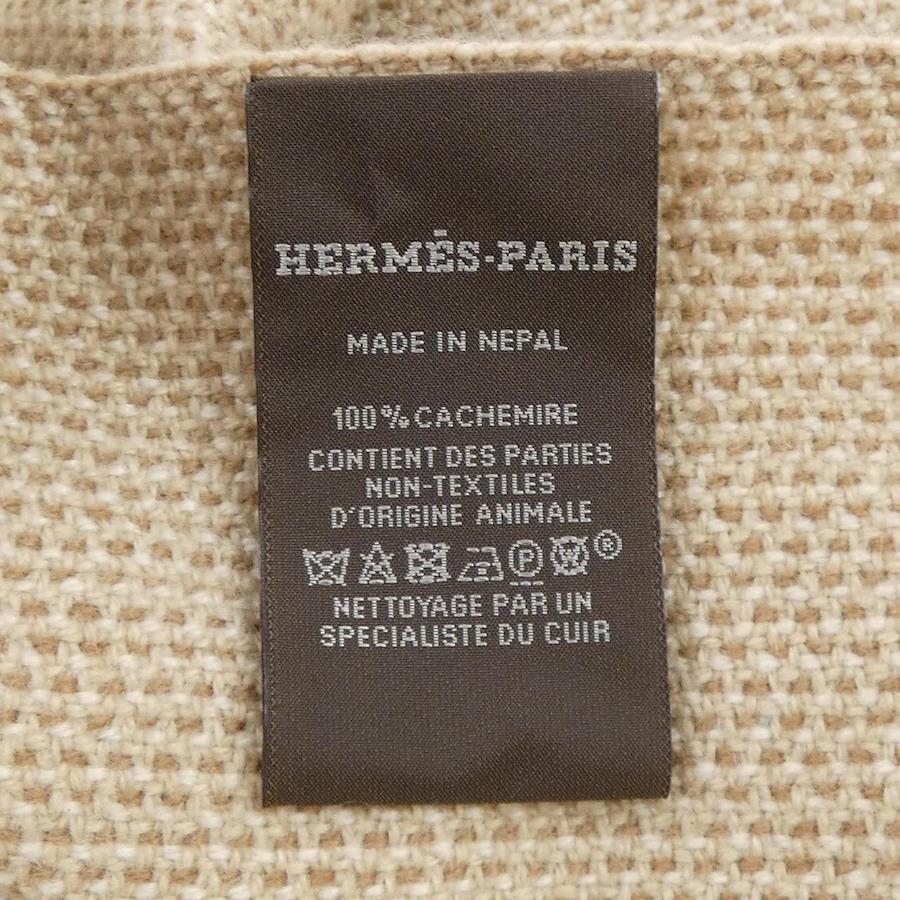 HERMÈS-PARIS
MADE IN NEPAL
100% CACHEMIRE
CONTIENT DES PARTIES
NON-TEXTILES
D'ORIGINE ANIMALE
P W ®
NETTOYAGE PAR UN
SPECIALISTE DU CUIR